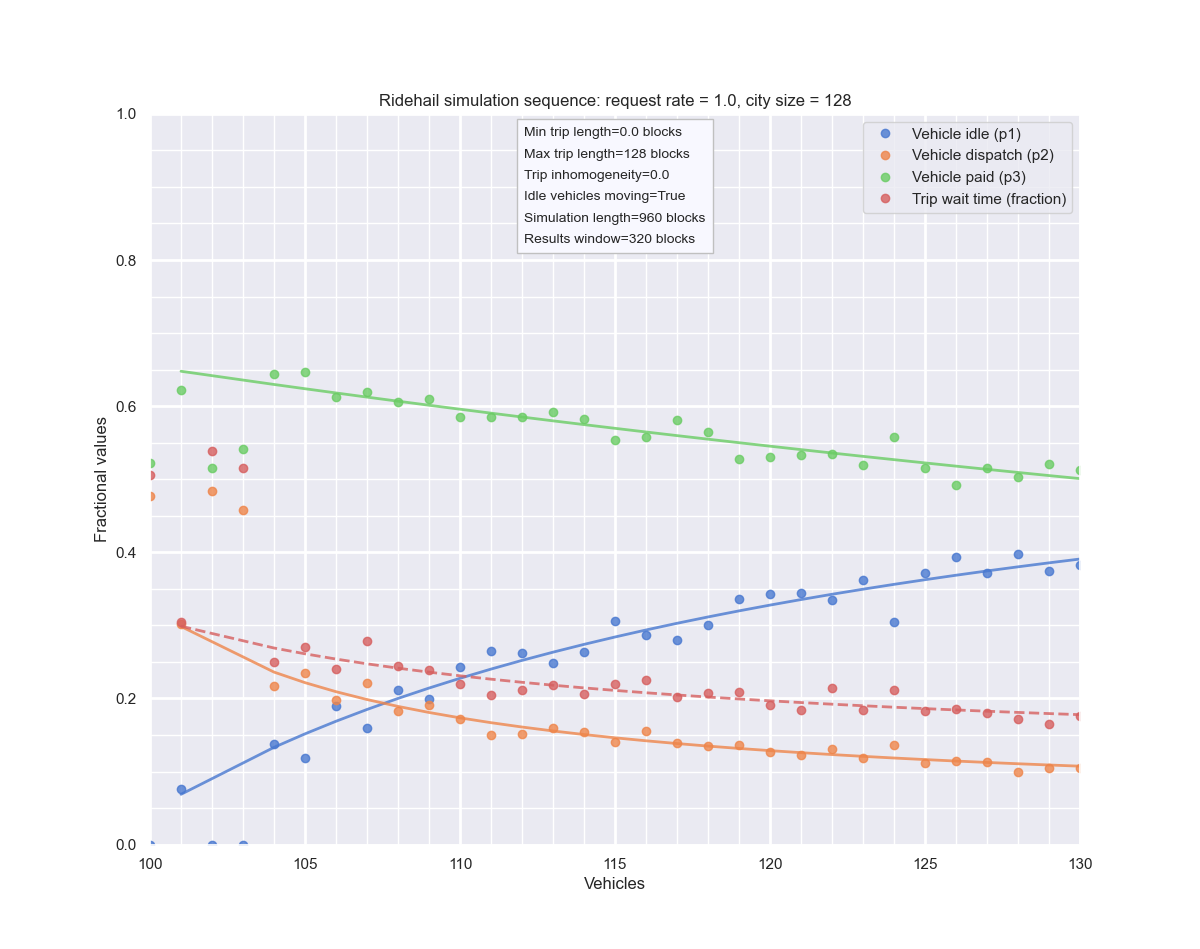 Ridehail simulation sequence: request rate = 1.0, city size = 128
Min trip length=0.0 blocks
Max trip length=128 blocks
Trip inhomogeneity=0.0
Idle vehicles moving=True
Simulation length=960 blocks
Results window=320 blocks
Vehicle idle (p1)
Vehicle dispatch (p2)
Vehicle paid (p3)
Trip wait time (fraction)
1.0
0.8
0.6
0.4
0.2
0.0
Fractional values
100 105 110 115 120 125 130
Vehicles